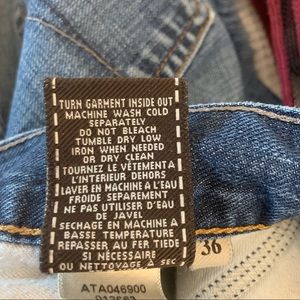 TURN GARMENT INSIDE OUT
MACHINE WASH COLD
SEPARATELY
DO NOT BLEACH
TUMBLE DRY LOW
IRON WHEN NEEDED
OR DRY CLEAN
TOURNEZ LE VÉTEMENT A
L'INTERIEUR DEHORS
LAVER EN MACHINE A L'EAU
FROIDE SEPAREMENT
NE PAS UTILISER D'EAU
DE JAVEL
SECHAGE EN MACHINE A
BASSE TEMPERATURE
REPASSER AU FER TIEDE
SI NÉCESSAIRE
OU NETTOYAGE A SEC
36
ATA046900